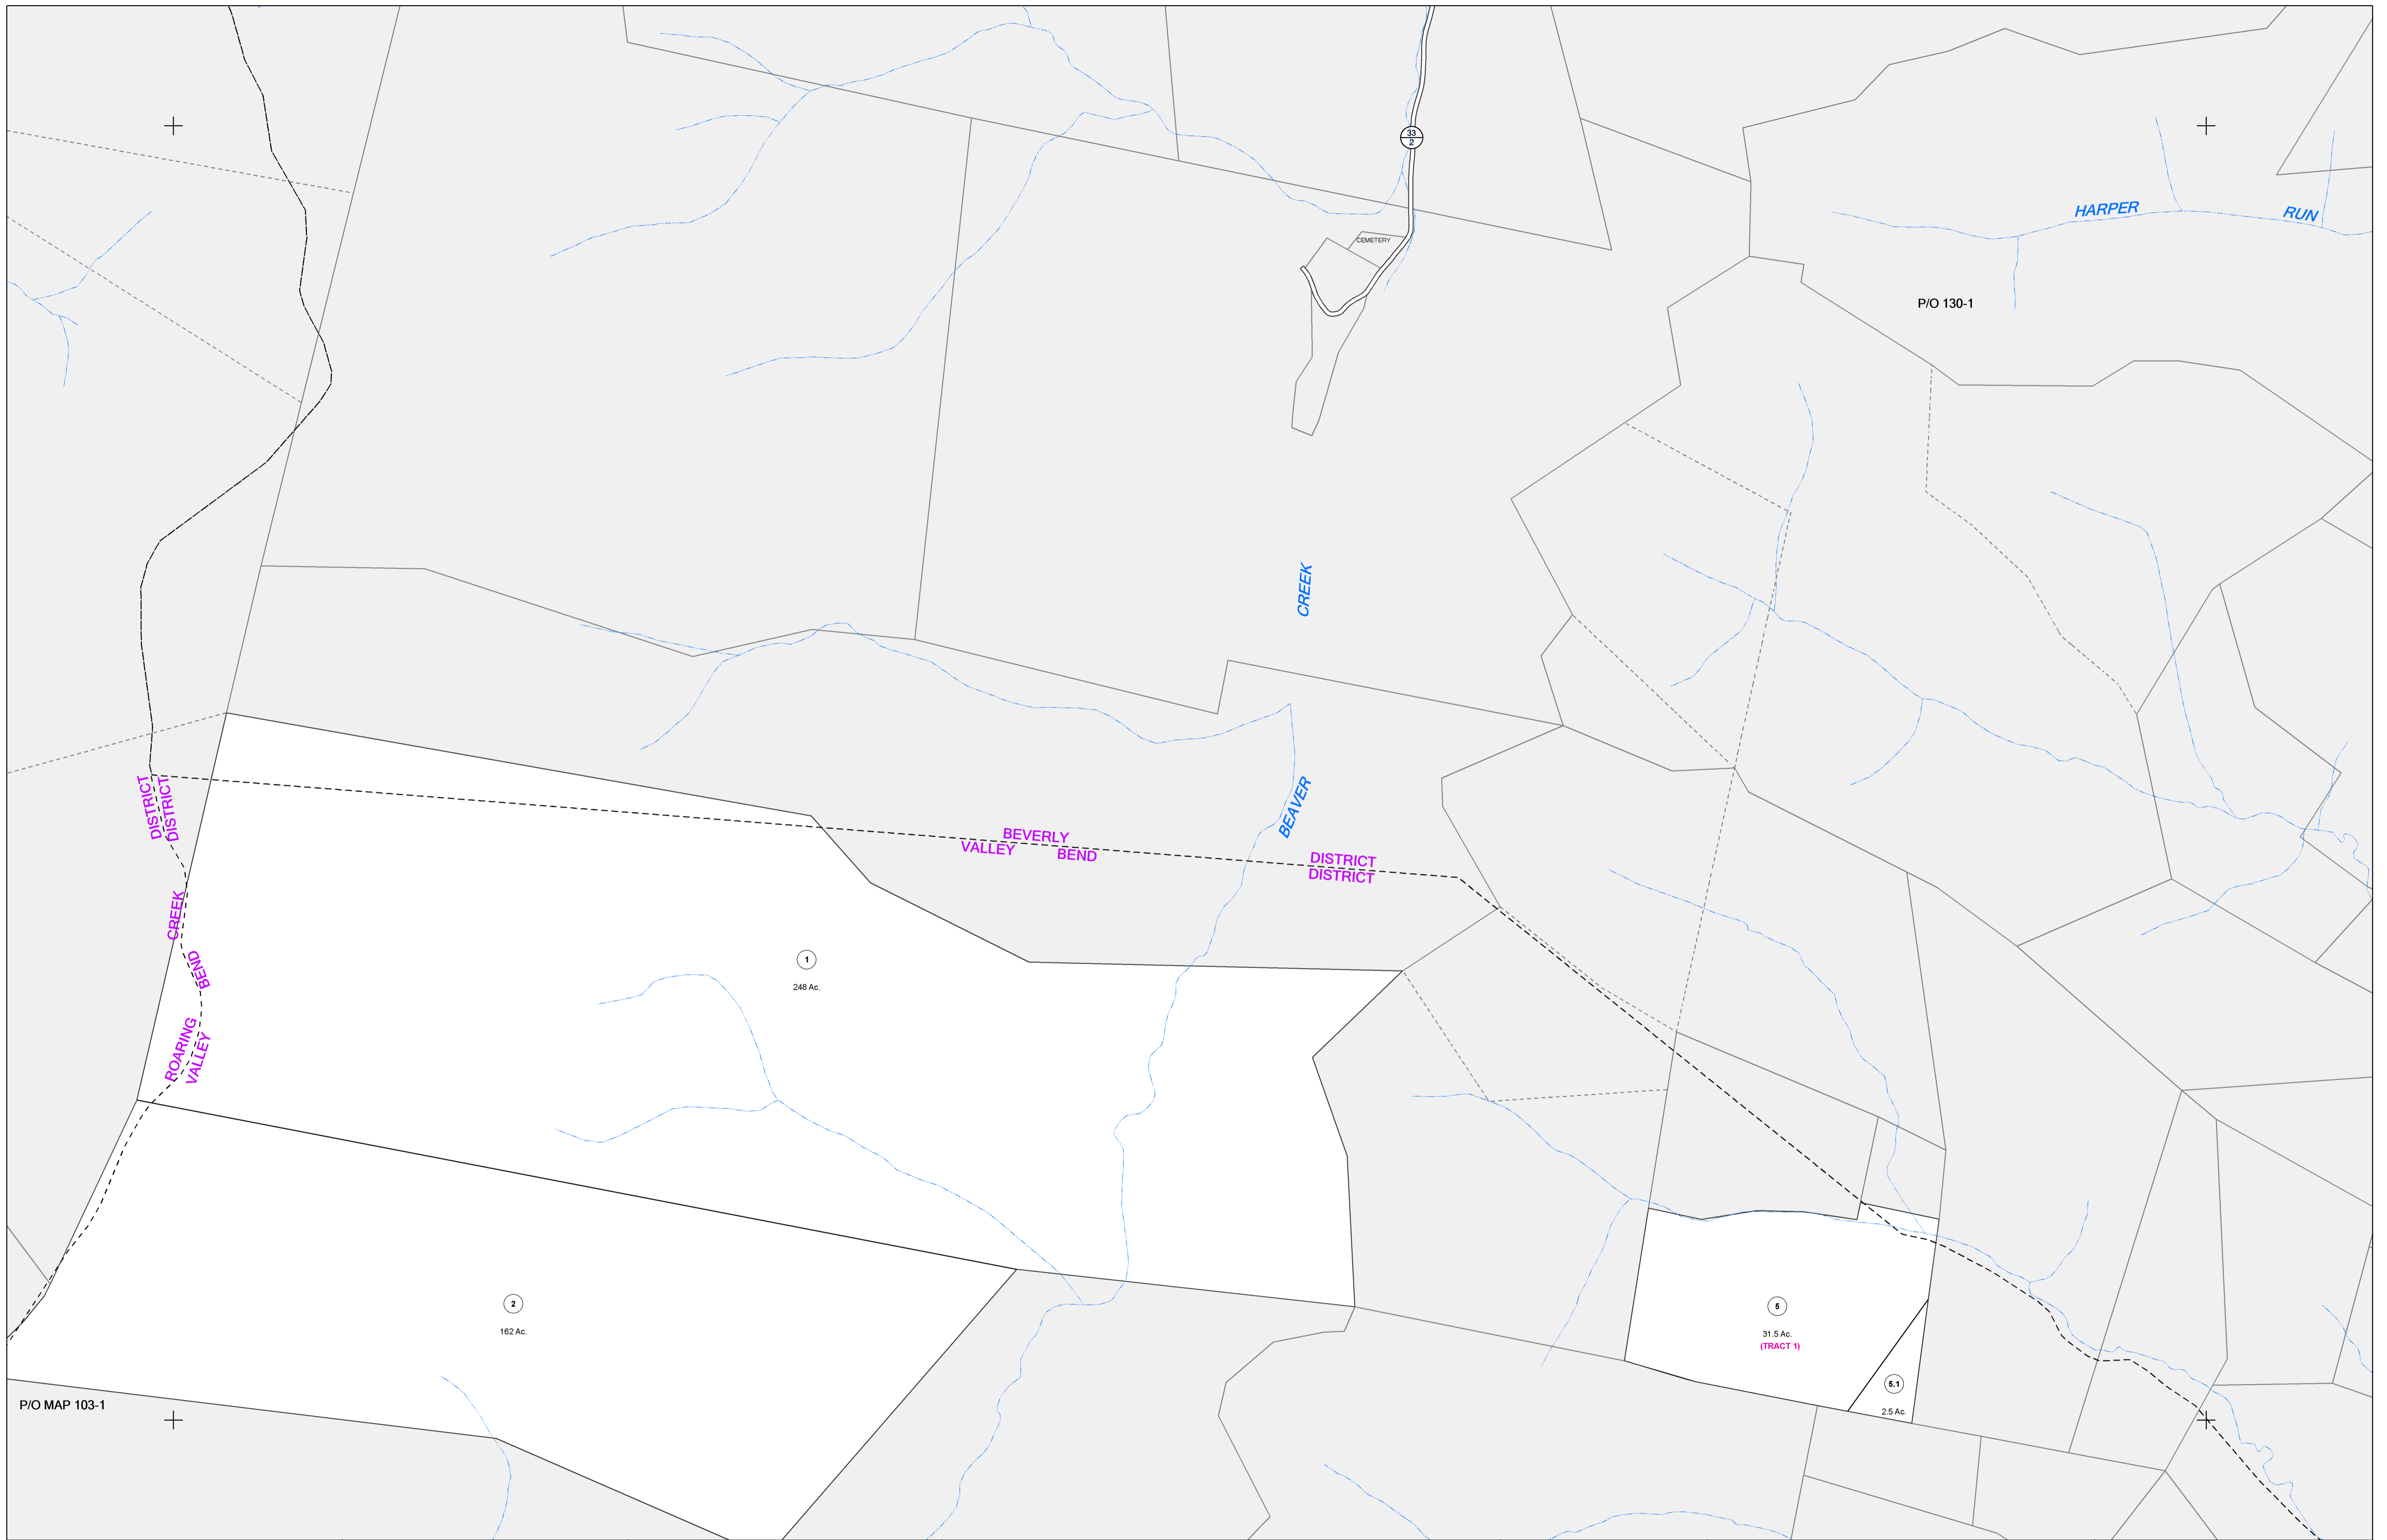 33
2
HARPER RUN
CEMETERY
P/O 130-1
CREEK
BEAVER
DISTRICT
DISTRICT
BEVERLY DISTRICT
VALLEY BEND DISTRICT
CREEK
BEND
ROARING
VALLEY
1
248 Ac.
2
162 Ac.
5
31.5 Ac.
(TRACT 1)
5.1
2.5 Ac.
P/O MAP 103-1